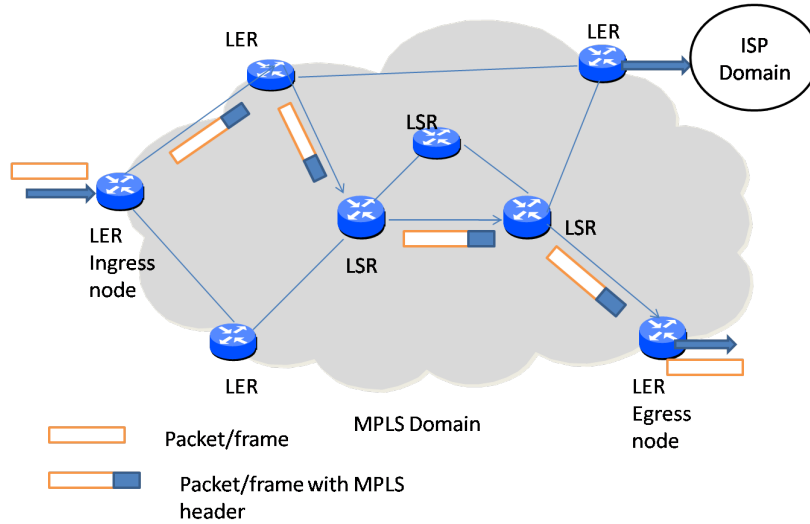 LER
LER
ISP
Domain
LSR
LER
Ingress
node
LSR
LSR
LER
LER
Egress
node
MPLS Domain
Packet/frame
Packet/frame with MPLS
header